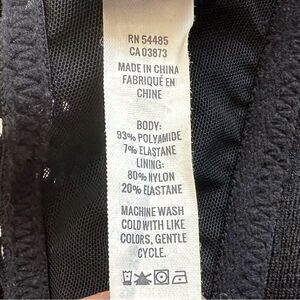 RN 54485
CA 03873
MADE IN CHINA
FABRIQUÉ EN
CHINE
BODY:
93% POLYAMIDE
7% ELASTANE
LINING:
80% NYLON
20% ELASTANE
MACHINE WASH
COLD WITH LIKE
COLORS, GENTLE
CYCLE.